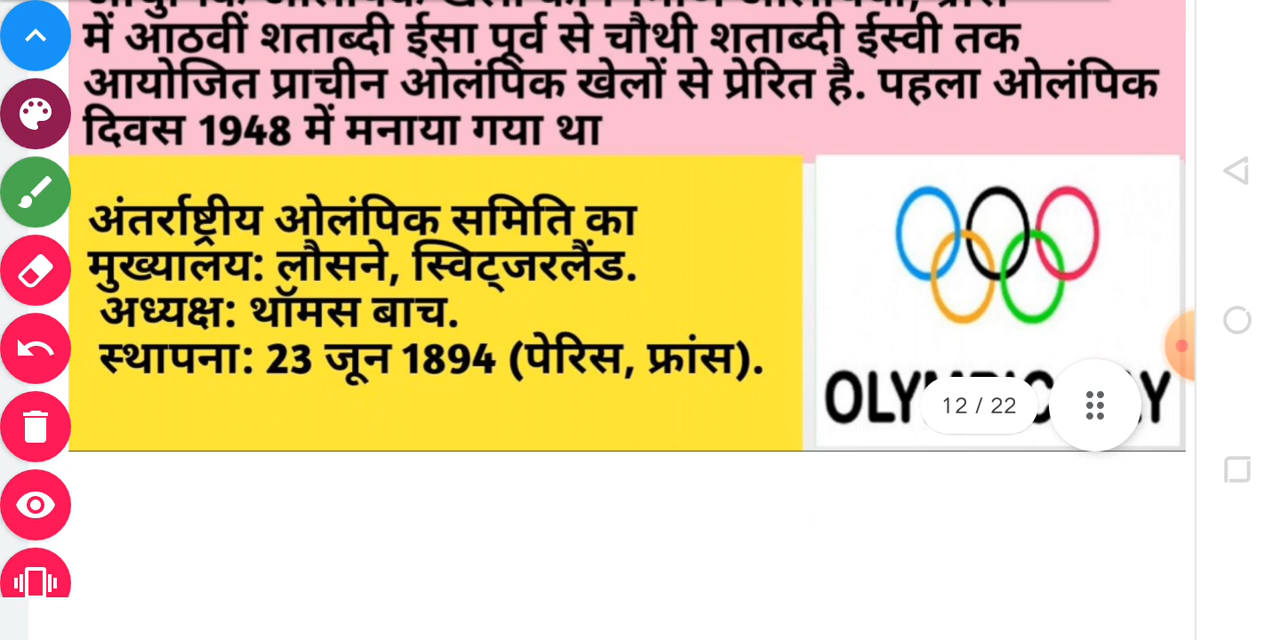 में आठवीं शताब्दी ईसा पूर्व से चौथी शताब्दी ईस्वी तक
आयोजित प्राचीन ओलंपिक खेलों से प्रेरित है. पहला ओलंपिक
दिवस 1948 में मनाया गया था
अंतर्राष्ट्रीय ओलंपिक समिति का
मुख्यालय: लौसने, स्विट्जरलैंड.
अध्यक्ष: थॉमस बाच.
स्थापना: 23 जून 1894 (पेरिस, फ्रांस).
12 / 22